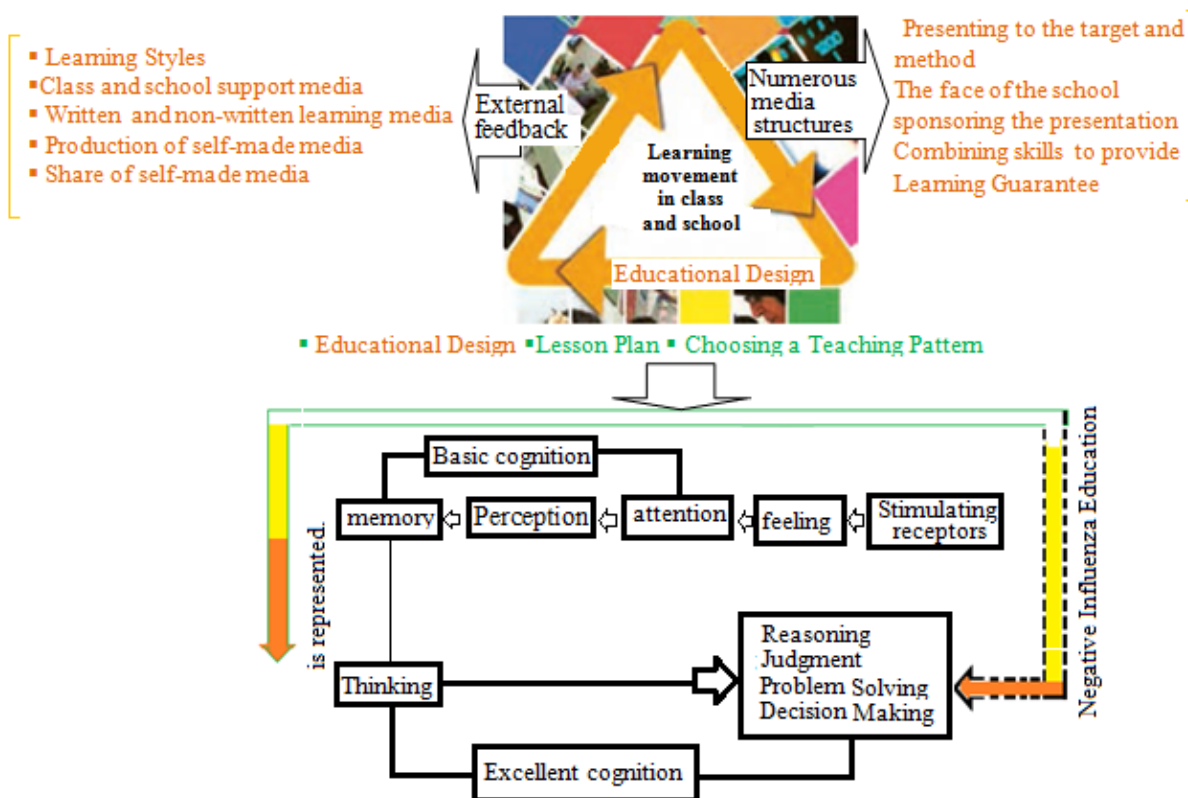 ▪ Learning Styles
▪Class and school support media
▪ Written and non-written learning media
▪ Production of self-made media
▪ Share of self-made media
External
feedback
Learning
movement
in class
and school
Numerous
media
structures
Presenting to the target and
method
The face of the school
sponsoring the presentation
Combining skills to provide
Learning Guarantee
Educational Design
▪ Educational Design ▪Lesson Plan ▪ Choosing a Teaching Pattern
Basic cognition
memory
Perception
attention
feeling
Stimulating
receptors
is represented.
Negative Influenza Education
Thinking
Reasoning
Judgment
Problem Solving
Decision Making
Excellent cognition